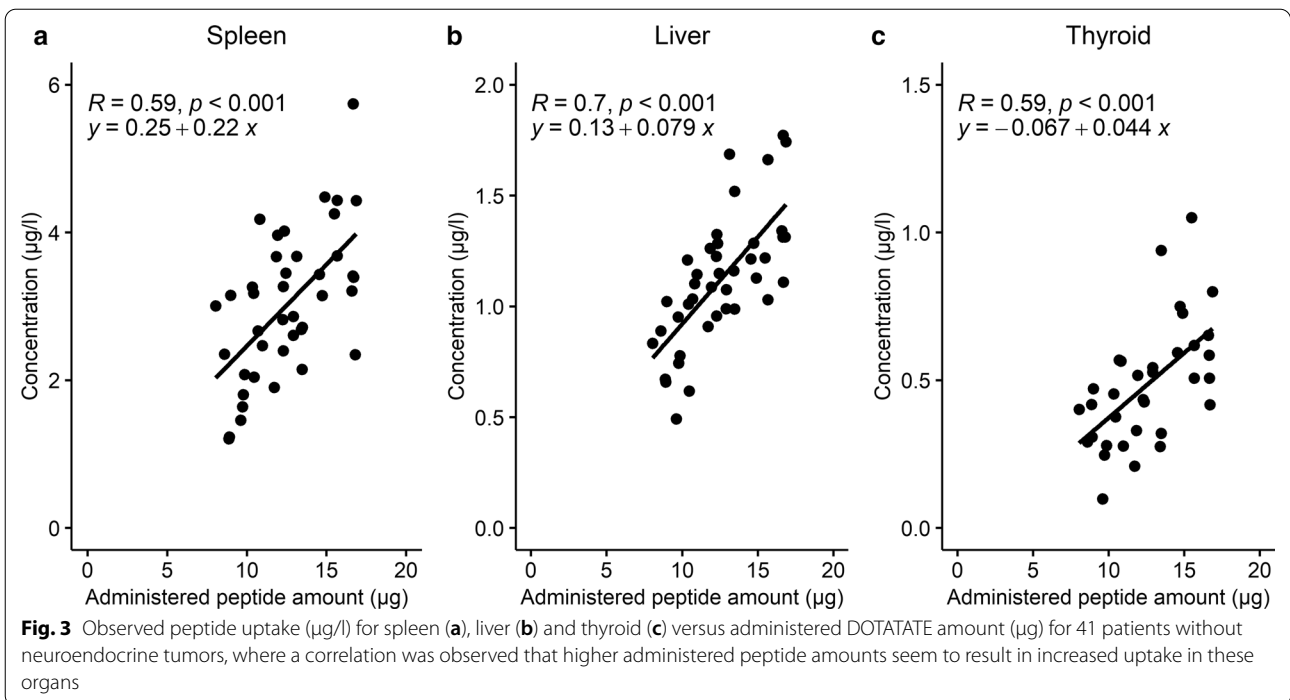 a Spleen
6
4
2
0
Concentration (µg/l)
R = 0.59, p < 0.001
y = 0.25 + 0.22 x
0 5 10 15 20
Administered peptide amount (µg)
b Liver
2.0
1.5
1.0
0.5
0.0
Concentration (µg/l)
R = 0.7, p < 0.001
y = 0.13 + 0.079 x
0 5 10 15 20
Administered peptide amount (µg)
c Thyroid
1.5
1.0
0.5
0.0
Concentration (µg/l)
R = 0.59, p < 0.001
y = −0.067 + 0.044 x
0 5 10 15 20
Administered peptide amount (µg)
Fig. 3 Observed peptide uptake (µg/l) for spleen (a), liver (b) and thyroid (c) versus administered DOTATATE amount (µg) for 41 patients without
neuroendocrine tumors, where a correlation was observed that higher administered peptide amounts seem to result in increased uptake in these
organs